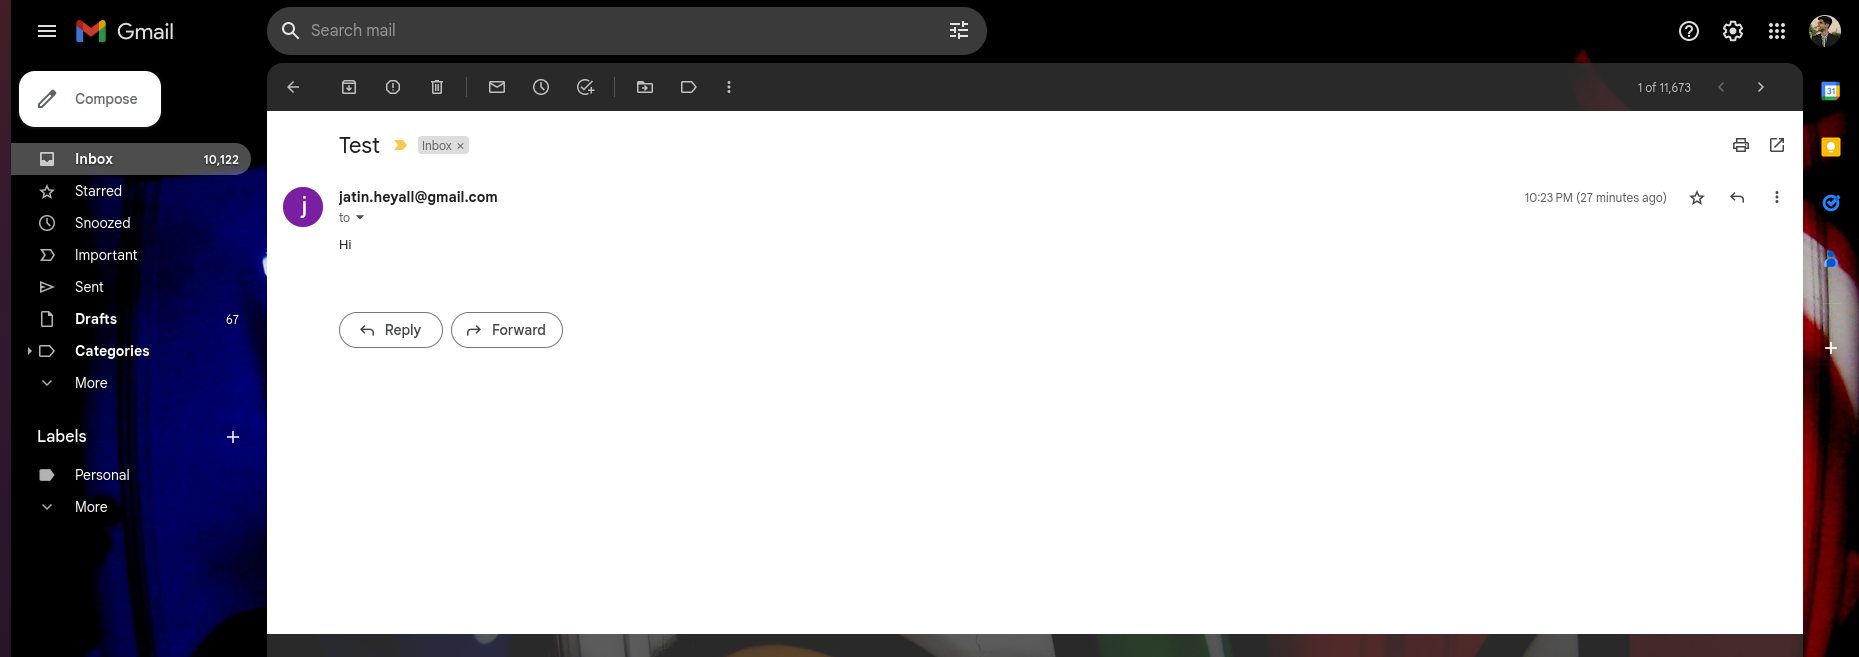 Gmail
Search mail
Compose
1 of 11,673
Inbox 10,122
Starred
Snoozed
Important
Sent
Drafts 67
Categories
More
Labels
Personal
More
Test Inbox ×
j
jatin.heyall@gmail.com 10:23 PM (27 minutes ago)
to
Hi
Reply Forward
31